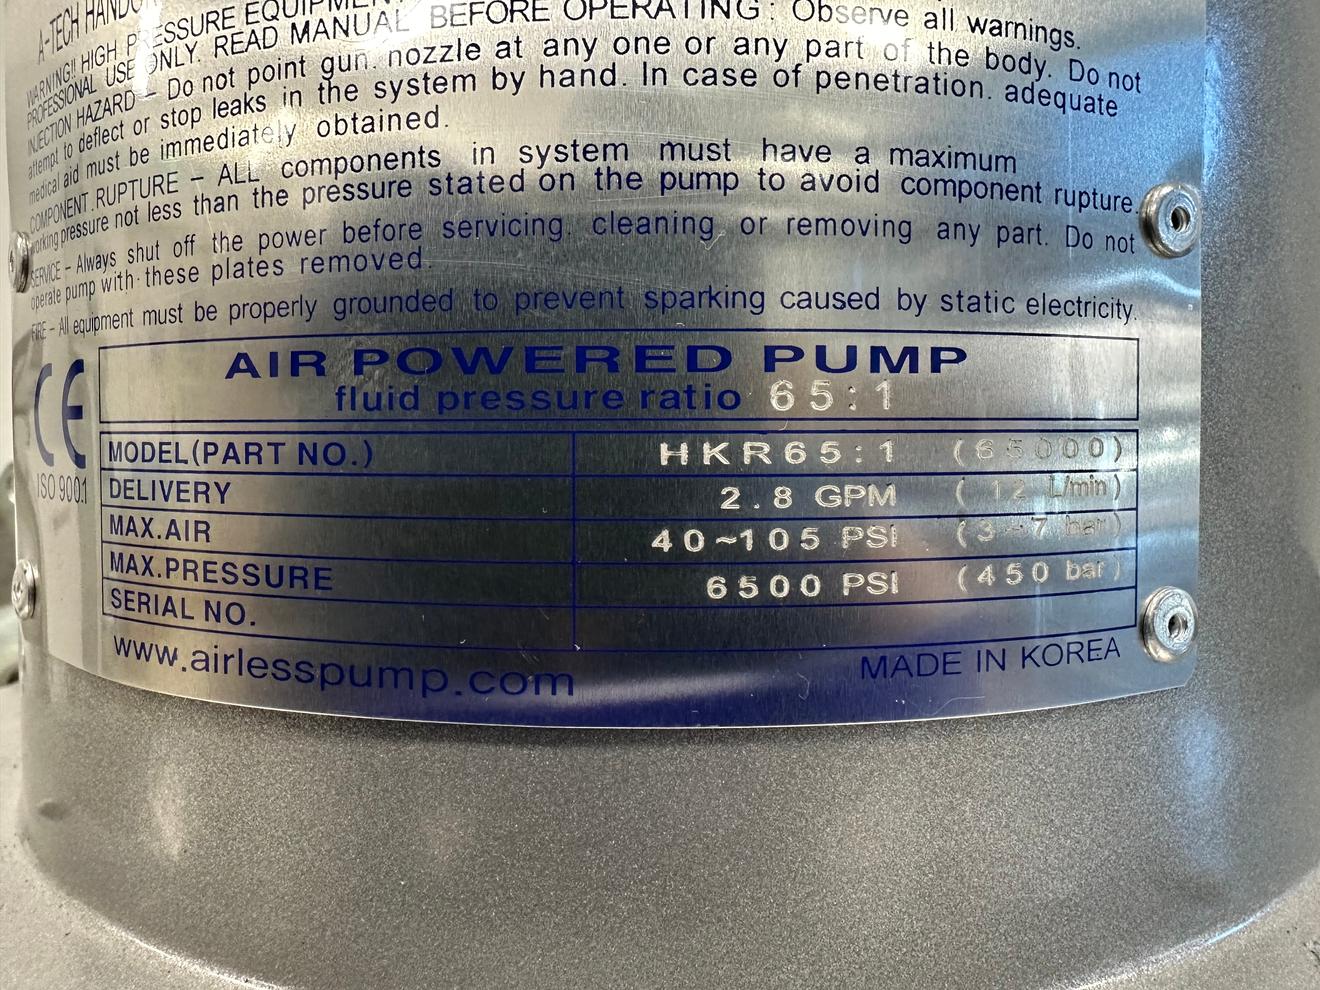 A-TECH
WARNING!! HIGH PRESSURE EQUIPMENT
PROFESSIONAL USE ONLY. READ MANUAL BEFORE OPERATING: Observe all warnings.
INJECTION HAZARD - Do not point gun. nozzle at any one or any part of the body. Do not
attempt to deflect or stop leaks in the system by hand. In case of penetration. adequate
medical aid must be immediately obtained.
COMPONENT.RUPTURE - ALL components in system must have a maximum
working pressure not less than the pressure stated on the pump to avoid component rupture.
SERVICE - Always shut off the power before servicing. cleaning or removing any part. Do not
operate pump with these plates removed.
FIRE - All equipment must be properly grounded to prevent sparking caused by static electricity.
CE
ISO 9001
AIR POWERED PUMP
fluid pressure ratio 65:1
MODEL(PART NO.) HKR65:1 (65000)
DELIVERY 2.8 GPM (12 L/min)
MAX.AIR 40~105 PSI (3~7 bar)
MAX.PRESSURE 6500 PSI (450 bar)
SERIAL NO.
www.airlesspump.com MADE IN KOREA